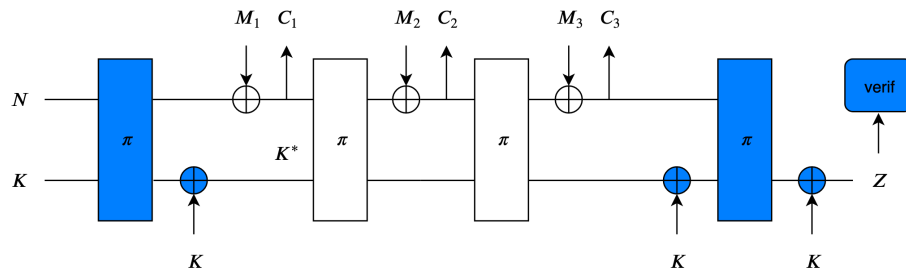 M₁ C₁ M₂ C₂ M₃ C₃
N
verif
π π π π
K*
K Z
K K K